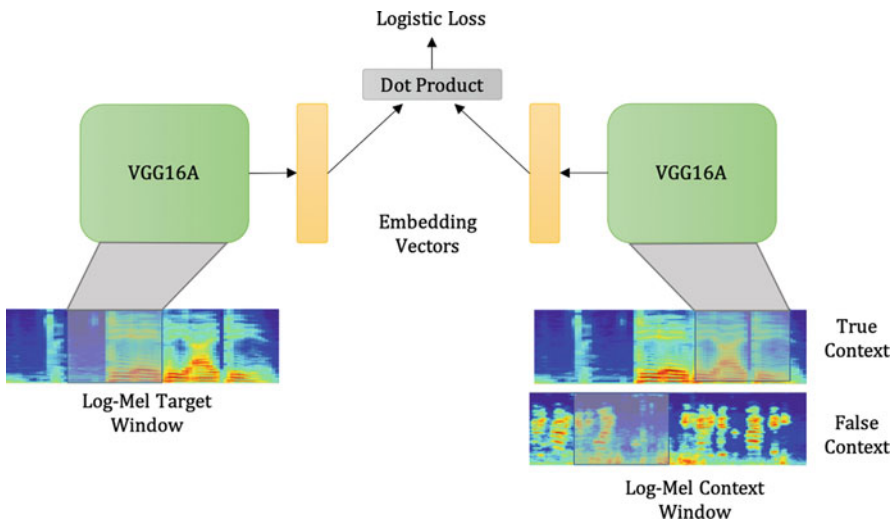 Logistic Loss
Dot Product
VGG16A
VGG16A
Embedding
Vectors
True
Context
Log-Mel Target
Window
False
Context
Log-Mel Context
Window